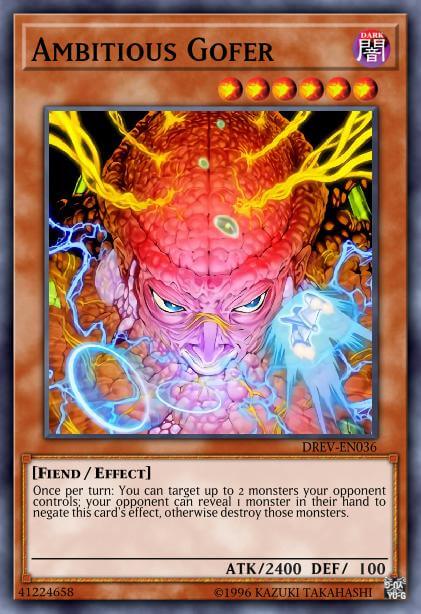 AMBITIOUS GOFER
DARK
闇
DREV-EN036
[FIEND / EFFECT]
Once per turn: You can target up to 2 monsters your opponent
controls; your opponent can reveal 1 monster in their hand to
negate this card's effect, otherwise destroy those monsters.
ATK/2400 DEF/ 100
41224658
©1996 KAZUKI TAKAHASHI